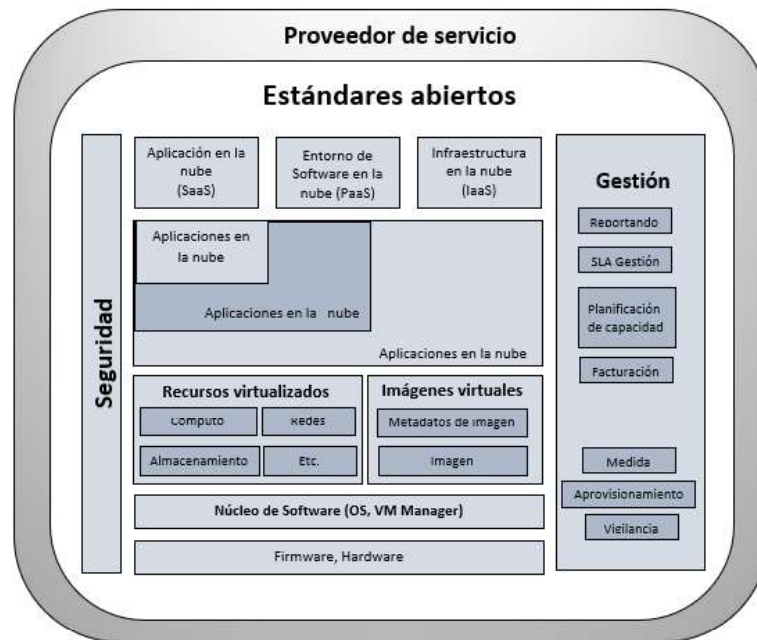 Proveedor de servicio
Estándares abiertos
Seguridad
Aplicación en la
nube
(SaaS)
Entorno de
Software en la
nube (PaaS)
Infraestructura
en la nube
(IaaS)
Aplicaciones en
la nube
Aplicaciones en la nube
Aplicaciones en la nube
Recursos virtualizados
Computo
Redes
Almacenamiento
Etc.
Imágenes virtuales
Metadatos de imagen
Imagen
Núcleo de Software (OS, VM Manager)
Firmware, Hardware
Gestión
Reportando
SLA Gestión
Planificación
de capacidad
Facturación
Medida
Aprovisionamiento
Vigilancia